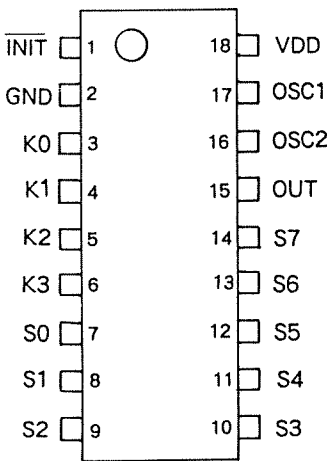 I̅N̅I̅T̅ 1 18 VDD
GND 2 17 OSC1
K0 3 16 OSC2
K1 4 15 OUT
K2 5 14 S7
K3 6 13 S6
S0 7 12 S5
S1 8 11 S4
S2 9 10 S3